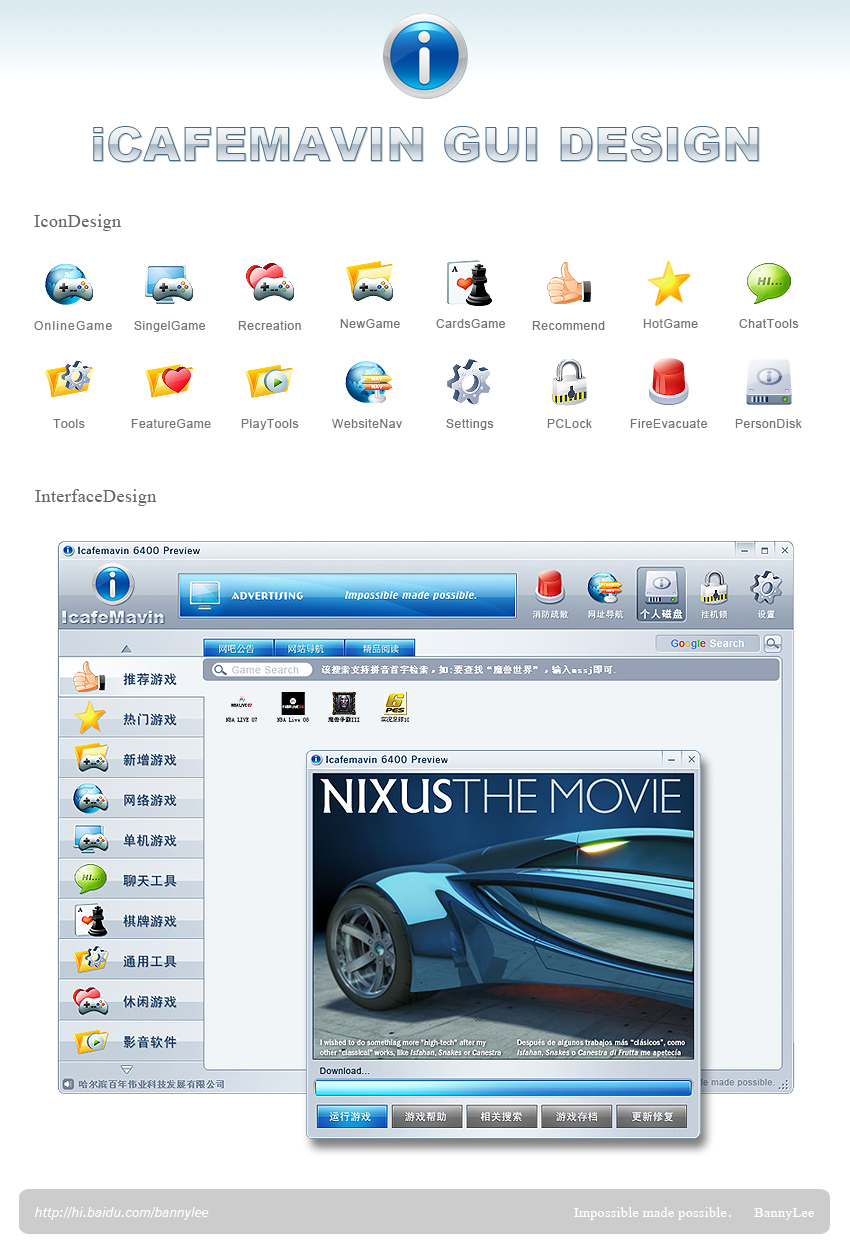 iCAFEMAVIN GUI DESIGN
IconDesign
OnlineGame SingelGame Recreation NewGame CardsGame Recommend HotGame ChatTools
Tools FeatureGame PlayTools WebsiteNav Settings PCLock FireEvacuate PersonDisk
InterfaceDesign
Icafemavin 6400 Preview
IcafeMavin
ADVERTISING Impossible made possible.
消防疏散 网址导航 个人磁盘 挂机锁 设置
网吧公告 网站导航 精品阅读
Google Search
Game Search 该搜索支持拼音首字检索，如:要查找“魔兽世界”，输入mssj即可.
推荐游戏
热门游戏
新增游戏
网络游戏
单机游戏
聊天工具
棋牌游戏
通用工具
休闲游戏
影音软件
NBA LIVE 07 NBA Live 08 魔兽争霸III 实况足球10
Icafemavin 6400 Preview
NIXUS THE MOVIE
I wished to do something more "high-tech" after my
other "classical" works, like Isfahan, Snakes or Canestra
Después de algunos trabajos más "clásicos", como
Isfahan, Snakes o Canestra di Frutta me apetecía
Download...
运行游戏 游戏帮助 相关搜索 游戏存档 更新修复
哈尔滨百年伟业科技发展有限公司
le made possible.
http://hi.baidu.com/bannylee
Impossible made possible. BannyLee